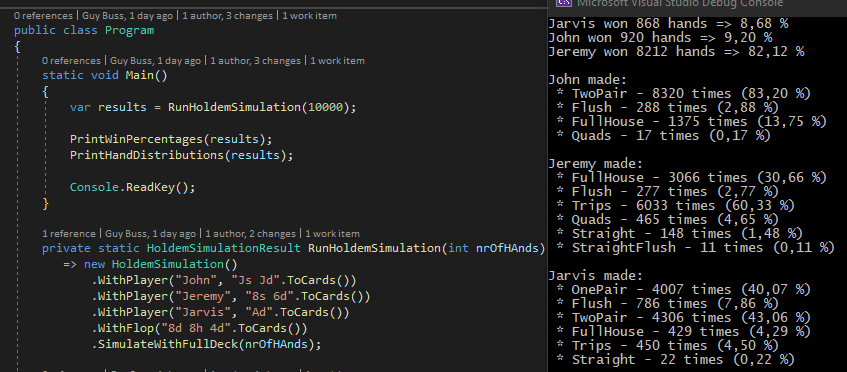 0 references | Guy Buss, 1 day ago | 1 author, 3 changes | 1 work item
public class Program
{
0 references | Guy Buss, 1 day ago | 1 author, 3 changes | 1 work item
static void Main()
{
var results = RunHoldemSimulation(10000);
PrintWinPercentages(results);
PrintHandDistributions(results);
Console.ReadKey();
}
1 reference | Guy Buss, 1 day ago | 1 author, 2 changes | 1 work item
private static HoldemSimulationResult RunHoldemSimulation(int nrOfHAnds)
=> new HoldemSimulation()
.WithPlayer("John", "Js Jd".ToCards())
.WithPlayer("Jeremy", "8s 6d".ToCards())
.WithPlayer("Jarvis", "Ad".ToCards())
.WithFlop("8d 8h 4d".ToCards())
.SimulateWithFullDeck(nrOfHAnds);
Microsoft Visual Studio Debug Console
Jarvis won 868 hands => 8,68 %
John won 920 hands => 9,20 %
Jeremy won 8212 hands => 82,12 %
John made:
* TwoPair - 8320 times (83,20 %)
* Flush - 288 times (2,88 %)
* FullHouse - 1375 times (13,75 %)
* Quads - 17 times (0,17 %)
Jeremy made:
* FullHouse - 3066 times (30,66 %)
* Flush - 277 times (2,77 %)
* Trips - 6033 times (60,33 %)
* Quads - 465 times (4,65 %)
* Straight - 148 times (1,48 %)
* StraightFlush - 11 times (0,11 %)
Jarvis made:
* OnePair - 4007 times (40,07 %)
* Flush - 786 times (7,86 %)
* TwoPair - 4306 times (43,06 %)
* FullHouse - 429 times (4,29 %)
* Trips - 450 times (4,50 %)
* Straight - 22 times (0,22 %)